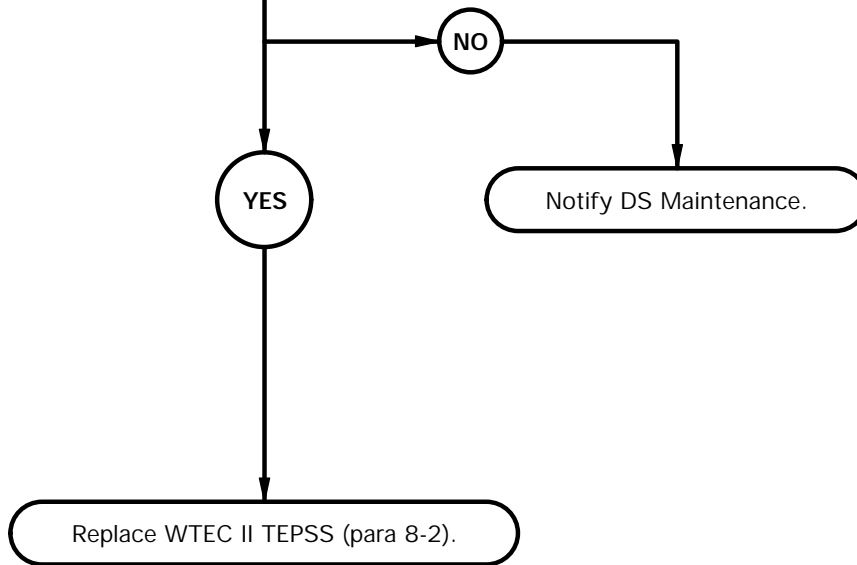 NO
YES
Notify DS Maintenance.
Replace WTEC II TEPSS (para 8-2).